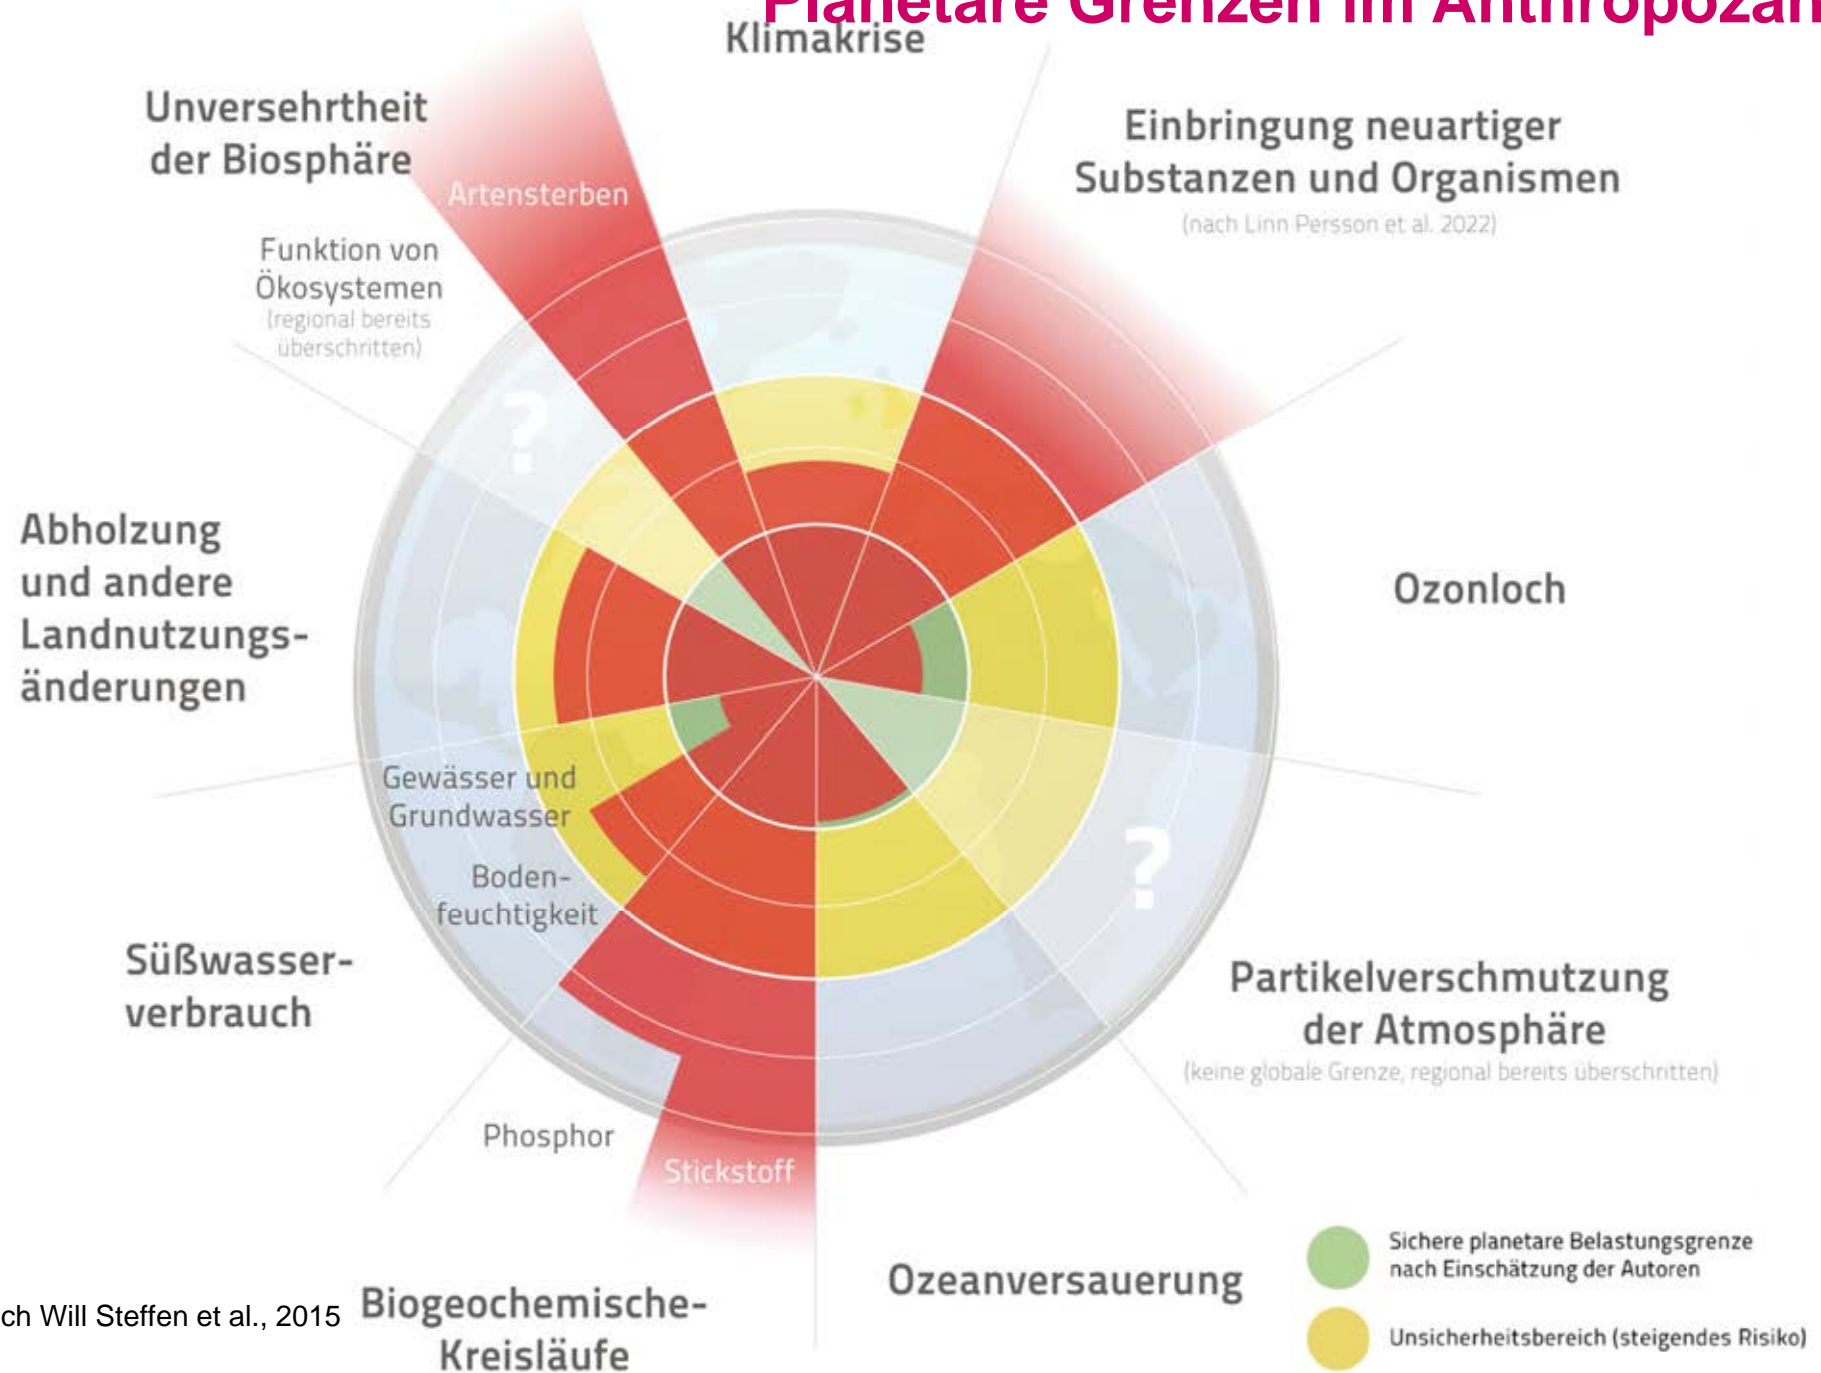 Planetare Grenzen im Anthropozän
Klimakrise
Unversehrtheit
der Biosphäre
Artensterben
Funktion von
Ökosystemen
(regional bereits
überschritten)
Einbringung neuartiger
Substanzen und Organismen
(nach Linn Persson et al. 2022)
?
Abholzung
und andere
Landnutzungs-
änderungen
Ozonloch
Gewässer und
Grundwasser
Boden-
feuchtigkeit
?
Süßwasser-
verbrauch
Partikelverschmutzung
der Atmosphäre
(keine globale Grenze, regional bereits überschritten)
Phosphor
Stickstoff
Biogeochemische-
Kreisläufe
Ozeanversauerung
Sichere planetare Belastungsgrenze
nach Einschätzung der Autoren
Unsicherheitsbereich (steigendes Risiko)
ch Will Steffen et al., 2015